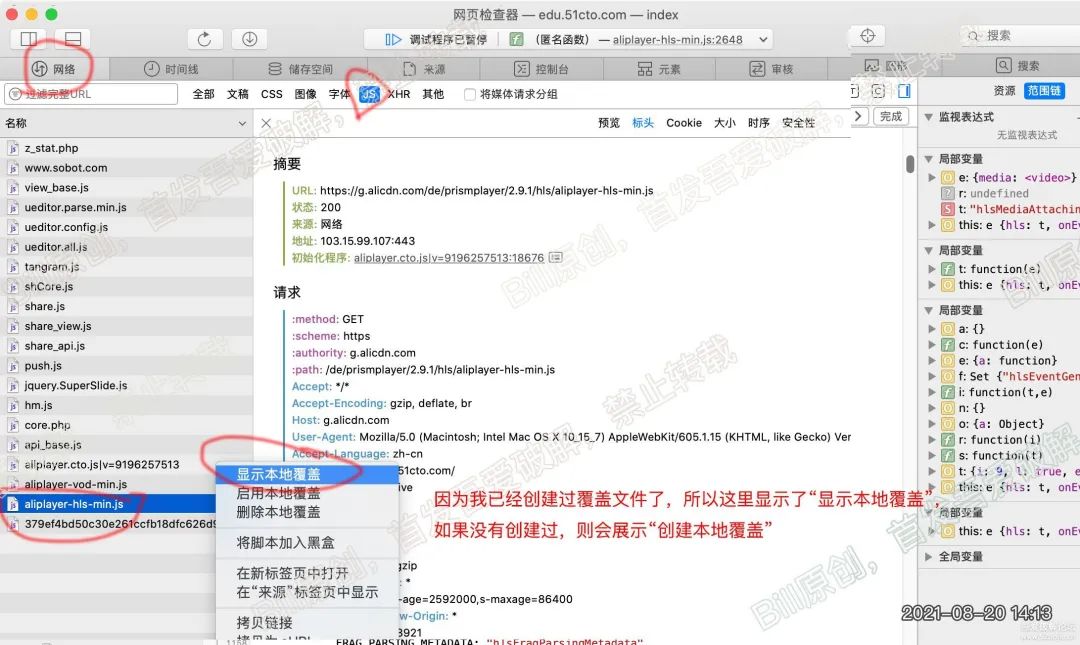 网页检查器 — edu.51cto.com — index
调试程序已暂停
(匿名函数) — aliplayer-hls-min.js:2648
搜索
网络
时间线
储存空间
来源
控制台
元素
审核
搜索
过滤完整URL
全部 文稿 CSS 图像 字体 JS XHR 其他
将媒体请求分组
资源 范围链
名称
预览 标头 Cookie 大小 时序 安全性
完成
z_stat.php
www.sobot.com
view_base.js
ueditor.parse.min.js
ueditor.config.js
ueditor.all.js
tangram.js
shCore.js
share.js
share_view.js
share_api.js
push.js
jquery.SuperSlide.js
hm.js
core.php
api_base.js
aliplayer.cto.js|v=9196257513
aliplayer-vod-min.js
aliplayer-hls-min.js
379ef4bd50c30e261ccfb18dfc626d9
摘要
URL: https://g.alicdn.com/de/prismplayer/2.9.1/hls/aliplayer-hls-min.js
状态: 200
来源: 网络
地址: 103.15.99.107:443
初始化程序: aliplayer.cto.js|v=9196257513:18676
请求
:method: GET
:scheme: https
:authority: g.alicdn.com
:path: /de/prismplayer/2.9.1/hls/aliplayer-hls-min.js
Accept: */*
Accept-Encoding: gzip, deflate, br
Host: g.alicdn.com
User-Agent: Mozilla/5.0 (Macintosh; Intel Mac OS X 10_15_7) AppleWebKit/605.1.15 (KHTML, like Gecko) Ver
Accept-Language: zh-cn
51cto.com/
显示本地覆盖
启用本地覆盖
删除本地覆盖
将脚本加入黑盒
在新标签页中打开
在“来源”标签页中显示
拷贝链接
因为我已经创建过覆盖文件了，所以这里显示了“显示本地覆盖”，
如果没有创建过，则会展示“创建本地覆盖”
gzip
*
-age=2592000,s-maxage=86400
w-Origin: *
3921
FRAG_PARSING_METADATA: "hlsFragParsingMetadata"
监视表达式
无监视表达式
局部变量
e: {media: <video>}
r: undefined
t: "hlsMediaAttachin
this: e {hls: t, onEv
局部变量
t: function(e)
this: e {hls: t, onEv
局部变量
a: {}
c: function(e)
e: {a: function}
f: Set {"hlsEventGen
i: function(t,e)
n: {}
o: {a: Object}
r: function(i)
s: function(t)
t: {i: 9, l: true, e
this: e {hls: t, onEv
局部变量
this: e {hls: t, onEv
全局变量
首发吾爱破解，禁止转载
Bill原创，首发吾爱破解，禁止转载
Bill原创，
2021-08-20 14:13